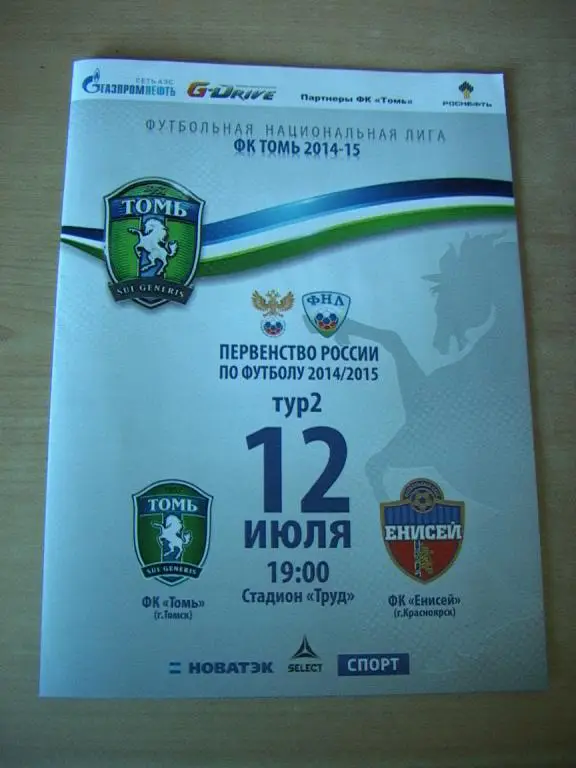 СЕТЬ АЗС
ГАЗПРОМНЕФТЬ
G-DRIVE
Партнеры ФК «Томь»
РОСНЕФТЬ
ФУТБОЛЬНАЯ НАЦИОНАЛЬНАЯ ЛИГА
ФК ТОМЬ 2014-15
ТОМЬ
SUI GENERIS
ФНЛ
ПЕРВЕНСТВО РОССИИ
ПО ФУТБОЛУ 2014/2015
тур2
12
ИЮЛЯ
19:00
Стадион «Труд»
ТОМЬ
SUI GENERIS
ФК «Томь»
(г.Томск)
ЕНИСЕЙ
ФК «Енисей»
(г.Красноярск)
НОВАТЭК
SELECT
СПОРТ